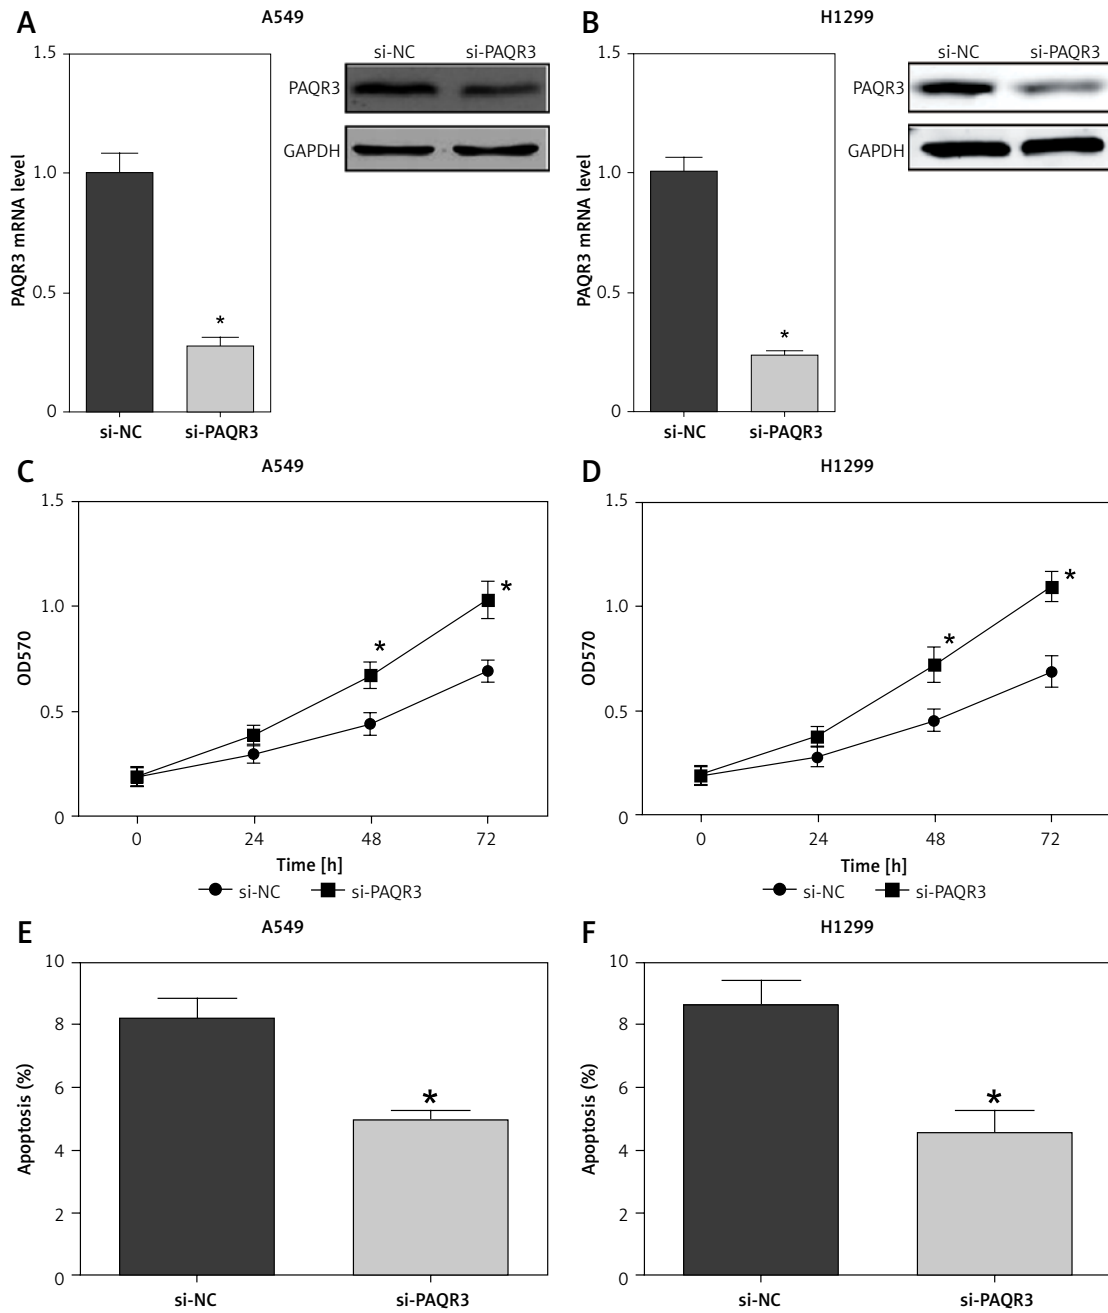 A
A549
PAQR3 mRNA level
1.5
1.0
0.5
0
*
si-NC
si-PAQR3
si-NC
si-PAQR3
PAQR3
GAPDH
B
H1299
PAQR3 mRNA level
1.5
1.0
0.5
0
*
si-NC
si-PAQR3
si-NC
si-PAQR3
PAQR3
GAPDH
C
A549
OD570
1.5
1.0
0.5
0
*
*
0
24
48
72
Time [h]
si-NC
si-PAQR3
D
H1299
OD570
1.5
1.0
0.5
0
*
*
0
24
48
72
Time [h]
si-NC
si-PAQR3
E
A549
Apoptosis (%)
10
8
6
4
2
0
*
si-NC
si-PAQR3
F
H1299
Apoptosis (%)
10
8
6
4
2
0
*
si-NC
si-PAQR3